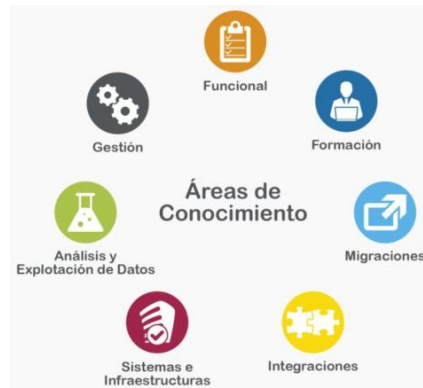 Funcional
Gestión
Formación
Áreas de
Conocimiento
Análisis y
Explotación de Datos
Migraciones
Sistemas e
Infraestructuras
Integraciones